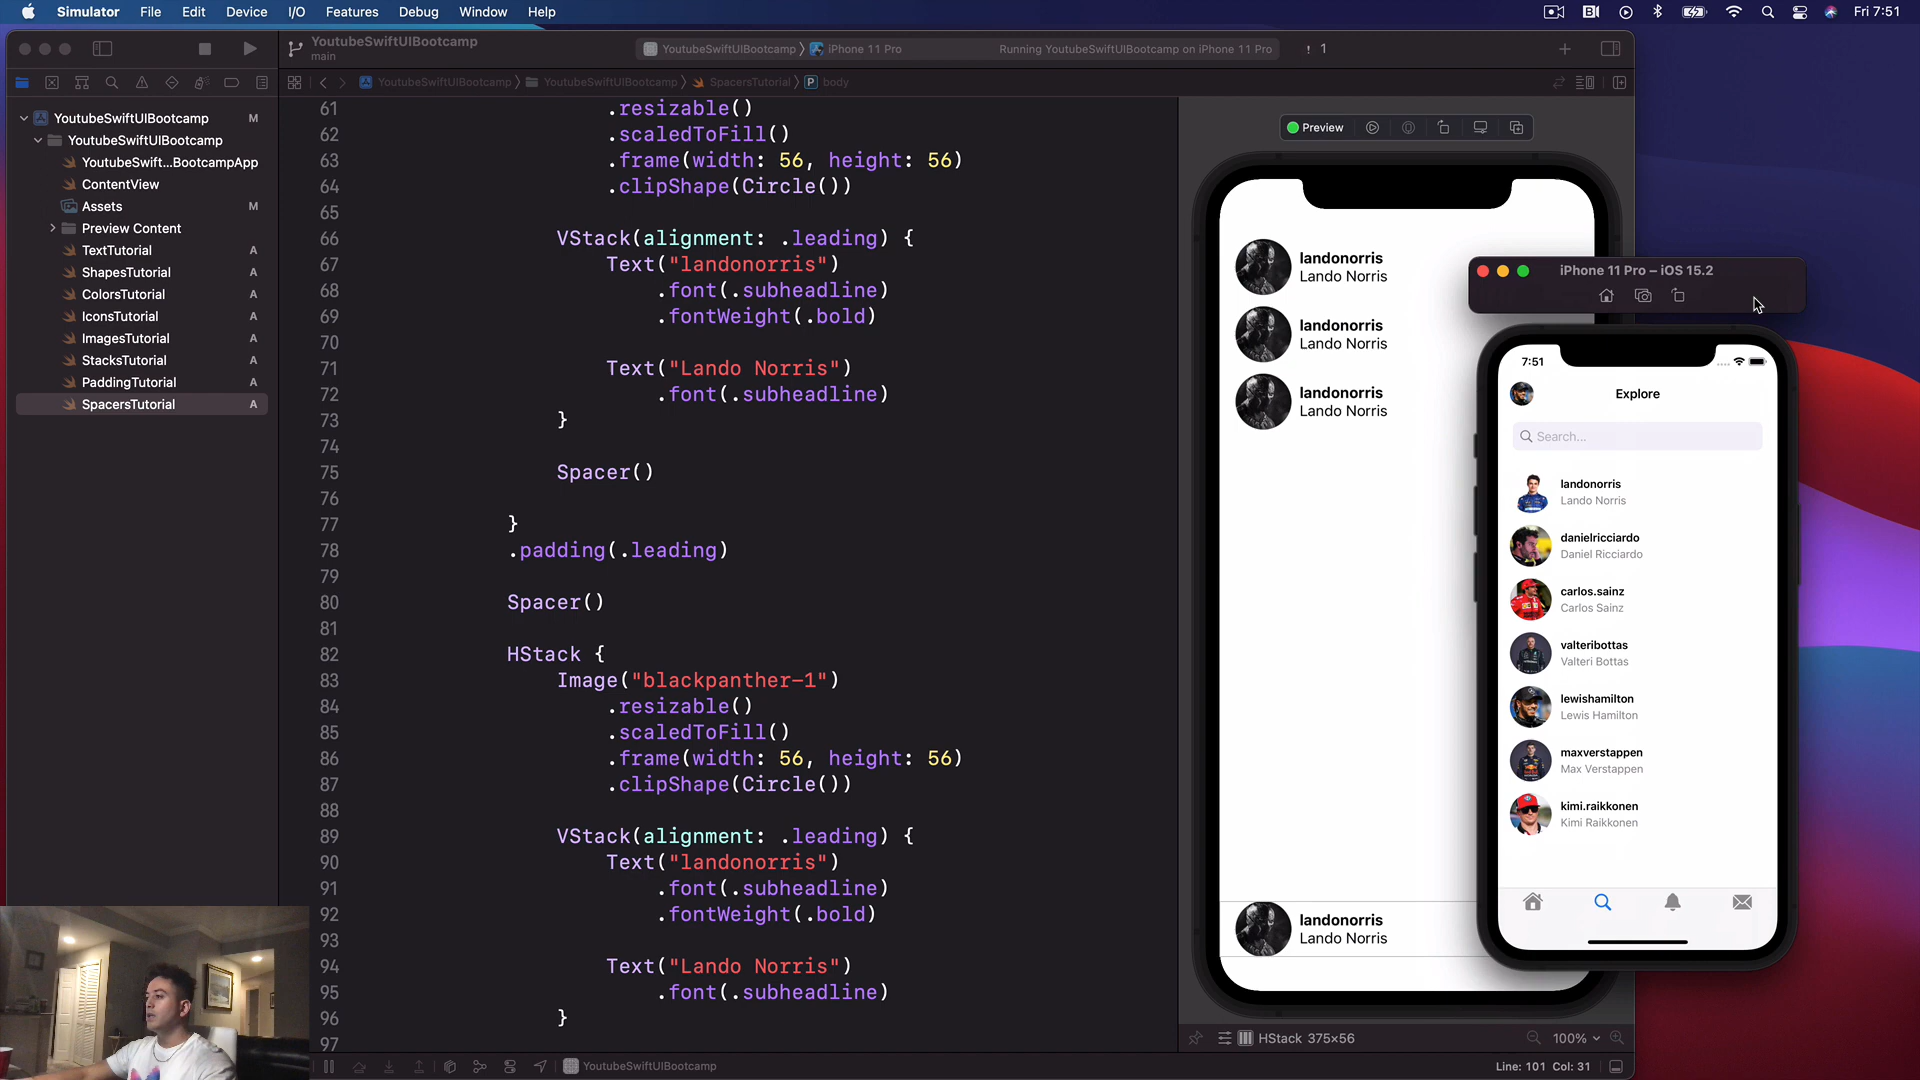 Simulator File Edit Device I/O Features Debug Window Help Fri 7:51
YoutubeSwiftUIBootcamp
main
YoutubeSwiftUIBootcamp iPhone 11 Pro Running YoutubeSwiftUIBootcamp on iPhone 11 Pro ! 1
YoutubeSwiftUIBootcamp YoutubeSwiftUIBootcamp SpacersTutorial P body
YoutubeSwiftUIBootcamp M
YoutubeSwiftUIBootcamp
YoutubeSwift...BootcampApp
ContentView
Assets M
Preview Content
TextTutorial A
ShapesTutorial A
ColorsTutorial A
IconsTutorial A
ImagesTutorial A
StacksTutorial A
PaddingTutorial A
SpacersTutorial A
61 .resizable()
62 .scaledToFill()
63 .frame(width: 56, height: 56)
64 .clipShape(Circle())
65
66 VStack(alignment: .leading) {
67 Text("landonorris")
68 .font(.subheadline)
69 .fontWeight(.bold)
70
71 Text("Lando Norris")
72 .font(.subheadline)
73 }
74
75 Spacer()
76
77 }
78 .padding(.leading)
79
80 Spacer()
81
82 HStack {
83 Image("blackpanther-1")
84 .resizable()
85 .scaledToFill()
86 .frame(width: 56, height: 56)
87 .clipShape(Circle())
88
89 VStack(alignment: .leading) {
90 Text("landonorris")
91 .font(.subheadline)
92 .fontWeight(.bold)
93
94 Text("Lando Norris")
95 .font(.subheadline)
96 }
97
Preview
landonorris
Lando Norris
landonorris
Lando Norris
landonorris
Lando Norris
landonorris
Lando Norris
iPhone 11 Pro – iOS 15.2
7:51
Explore
Search...
landonorris
Lando Norris
danielricciardo
Daniel Ricciardo
carlos.sainz
Carlos Sainz
valteribottas
Valteri Bottas
lewishamilton
Lewis Hamilton
maxverstappen
Max Verstappen
kimi.raikkonen
Kimi Raikkonen
HStack 375×56 100%
YoutubeSwiftUIBootcamp
Line: 101 Col: 31